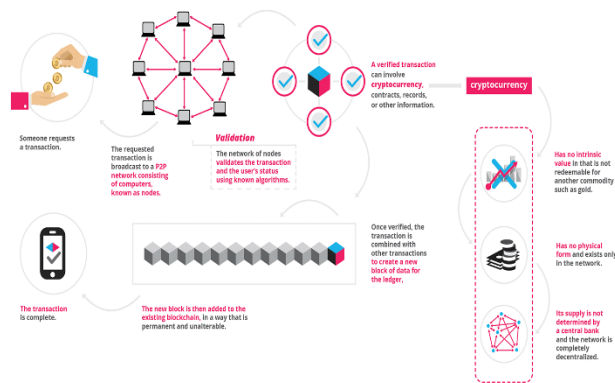 Someone requests
a transaction.
The requested
transaction is
broadcast to a P2P
network consisting
of computers,
known as nodes.
Validation
The network of nodes
validates the transaction
and the user's status
using known algorithms.
A verified transaction
can involve
cryptocurrency,
contracts, records,
or other information.
cryptocurrency
Has no intrinsic
value in that is not
redeemable for
another commodity
such as gold.
Has no physical
form and exists only
in the network.
Its supply is not
determined by
a central bank
and the network is
completely
decentralized.
Once verified, the
transaction is
combined with
other transactions
to create a new
block of data for
the ledger,
The new block is then added to the
existing blockchain, in a way that is
permanent and unalterable.
The transaction
is complete.